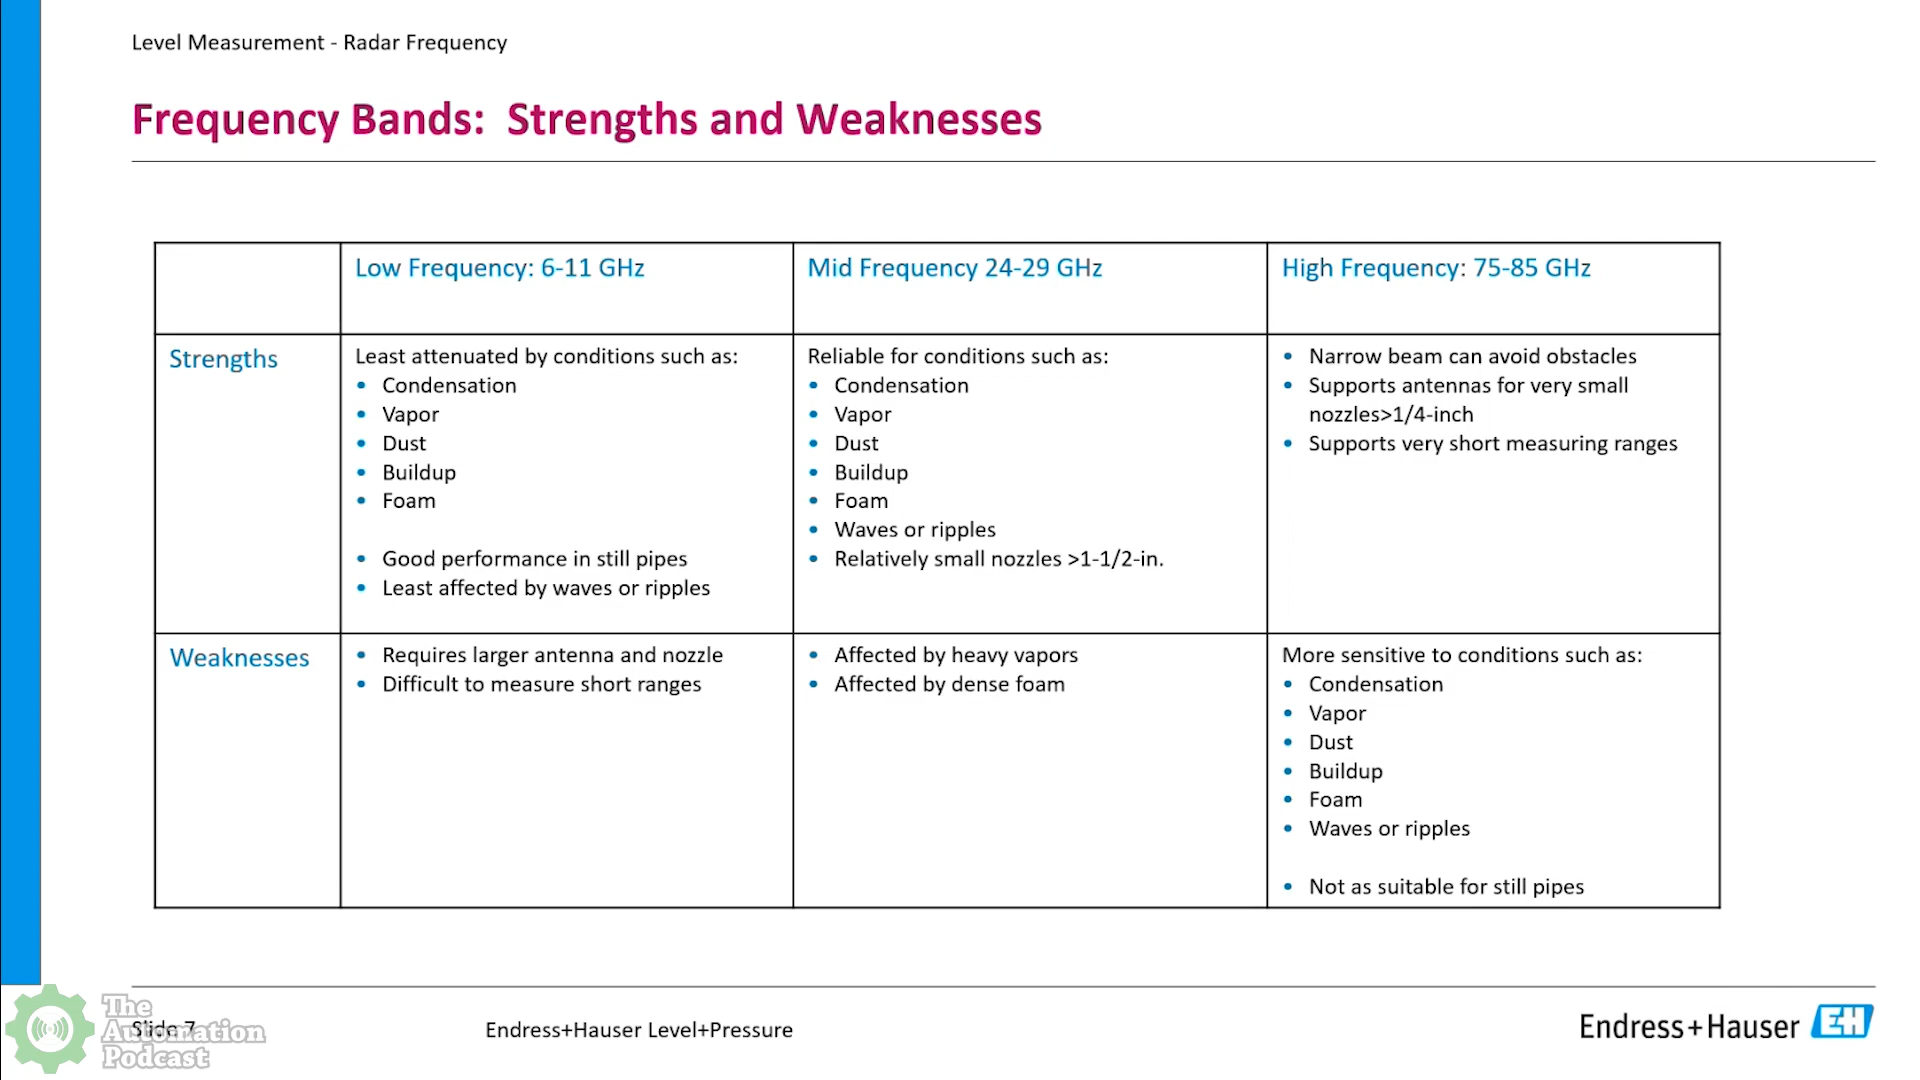 Level Measurement - Radar Frequency
Frequency Bands: Strengths and Weaknesses
Low Frequency: 6-11 GHz
Mid Frequency 24-29 GHz
High Frequency: 75-85 GHz
Strengths
Least attenuated by conditions such as:
• Condensation
• Vapor
• Dust
• Buildup
• Foam
• Good performance in still pipes
• Least affected by waves or ripples
Reliable for conditions such as:
• Condensation
• Vapor
• Dust
• Buildup
• Foam
• Waves or ripples
• Relatively small nozzles >1-1/2-in.
• Narrow beam can avoid obstacles
• Supports antennas for very small
nozzles>1/4-inch
• Supports very short measuring ranges
Weaknesses
• Requires larger antenna and nozzle
• Difficult to measure short ranges
• Affected by heavy vapors
• Affected by dense foam
More sensitive to conditions such as:
• Condensation
• Vapor
• Dust
• Buildup
• Foam
• Waves or ripples
• Not as suitable for still pipes
The
Automation
Podcast
Slide 7
Endress+Hauser Level+Pressure
Endress+Hauser EH